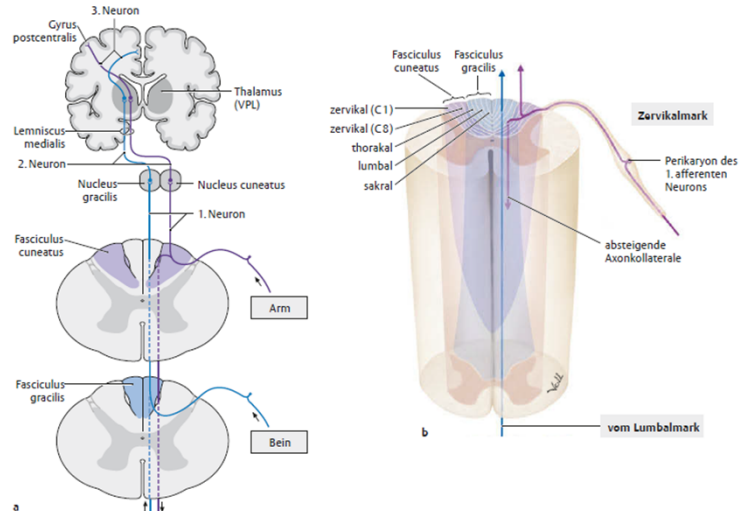 3. Neuron
Gyrus
postcentralis
Thalamus
(VPL)
Lemniscus
medialis
2. Neuron
Nucleus
gracilis
Nucleus cuneatus
1. Neuron
Fasciculus
cuneatus
Arm
Fasciculus
gracilis
Bein
a
Fasciculus
cuneatus
Fasciculus
gracilis
zervikal (C1)
zervikal (C8)
thorakal
lumbal
sakral
Zervikalmark
Perikaryon des
1. afferenten
Neurons
absteigende
Axonkollaterale
vom Lumbalmark
b